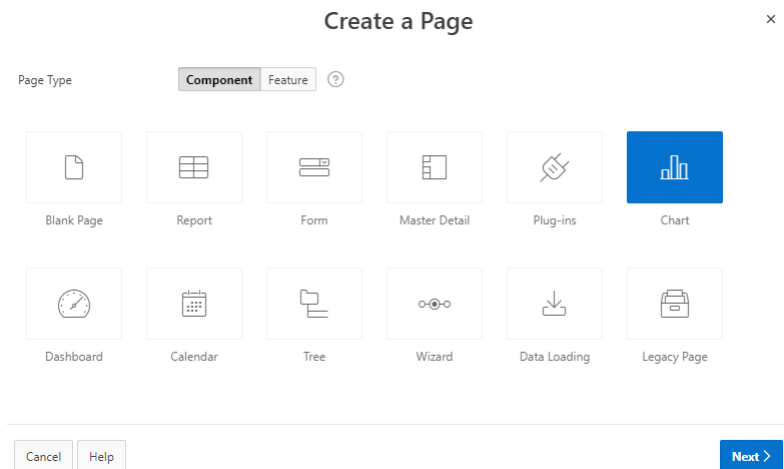 Create a Page
Page Type Component Feature ?
Blank Page Report Form Master Detail Plug-ins Chart
Dashboard Calendar Tree Wizard Data Loading Legacy Page
Cancel Help Next